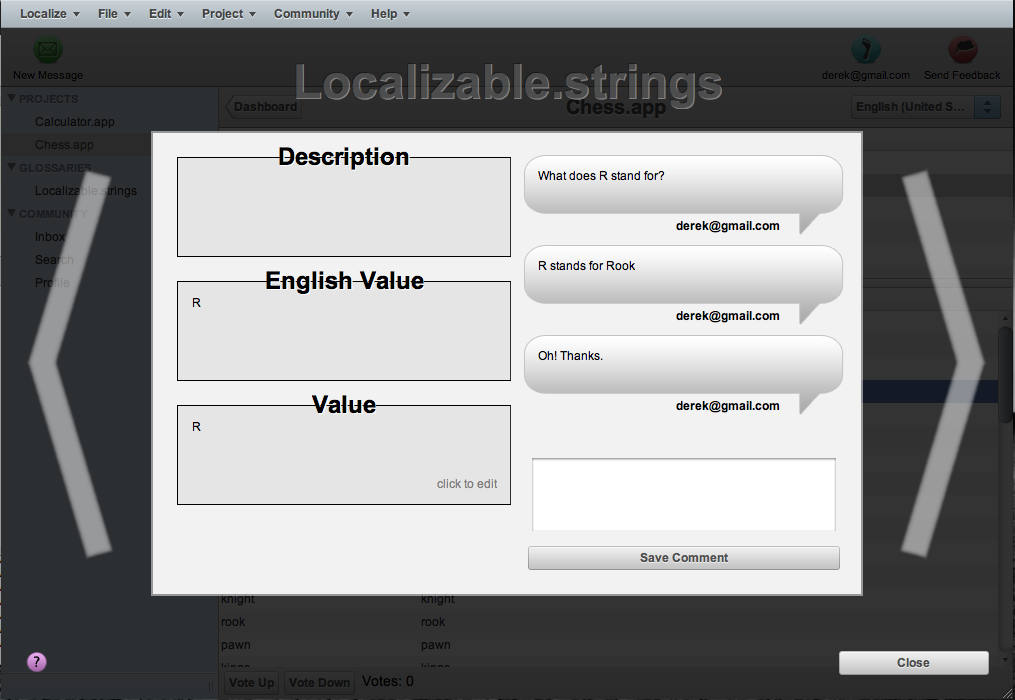 Localize File Edit Project Community Help
New Message
derek@gmail.com Send Feedback
Localizable.strings
PROJECTS
Calculator.app
Chess.app
GLOSSARIES
Localizable.strings
COMMUNITY
Inbox
Search
Profile
Dashboard
Chess.app
English (United S...
Description
English Value
R
Value
R
click to edit
What does R stand for?
derek@gmail.com
R stands for Rook
derek@gmail.com
Oh! Thanks.
derek@gmail.com
Save Comment
knight knight
rook rook
pawn pawn
kings kings
?
Vote Up Vote Down Votes: 0
Close